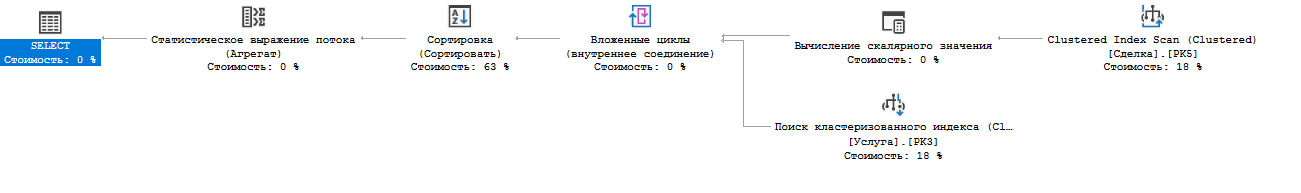 SELECT
Стоимость: 0 %
Статистическое выражение потока
(Агрегат)
Стоимость: 0 %
Сортировка
(Сортировать)
Стоимость: 63 %
Вложенные циклы
(внутреннее соединение)
Стоимость: 0 %
Вычисление скалярного значения
Стоимость: 0 %
Clustered Index Scan (Clustered)
[Сделка].[PK5]
Стоимость: 18 %
Поиск кластеризованного индекса (Cl…
[Услуга].[PK3]
Стоимость: 18 %